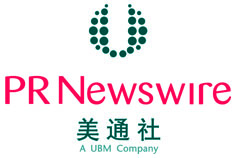 PR Newswire
美通社
A UBM Company